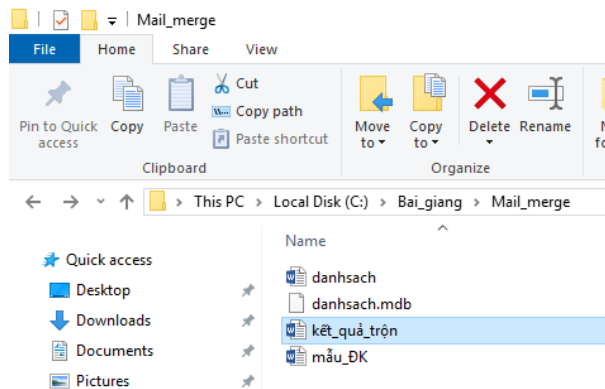 Mail_merge
File Home Share View
Cut
Copy path
Paste shortcut
Pin to Quick access
Copy
Paste
Move to
Copy to
Delete
Rename
Clipboard
Organize
This PC > Local Disk (C:) > Bai_giang > Mail_merge
Name
Quick access
Desktop
Downloads
Documents
Pictures
danhsach
danhsach.mdb
kết_quả_trộn
mẫu_ĐK